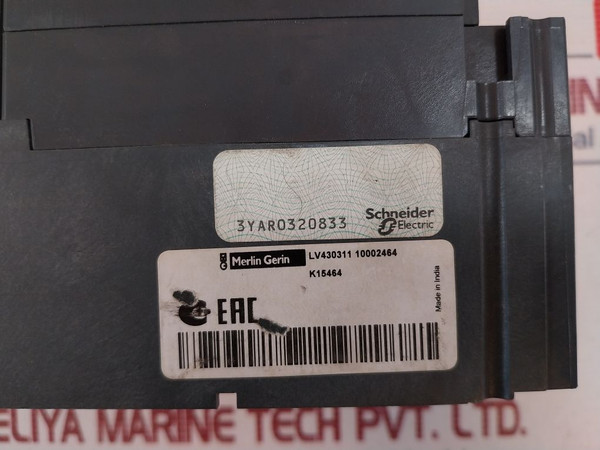 3YAR0320833
Schneider
Electric
Merlin Gerin
LV430311 10002464
K15464
Made in India
EAC
ELIYA MARINE TECH PVT. LTD.